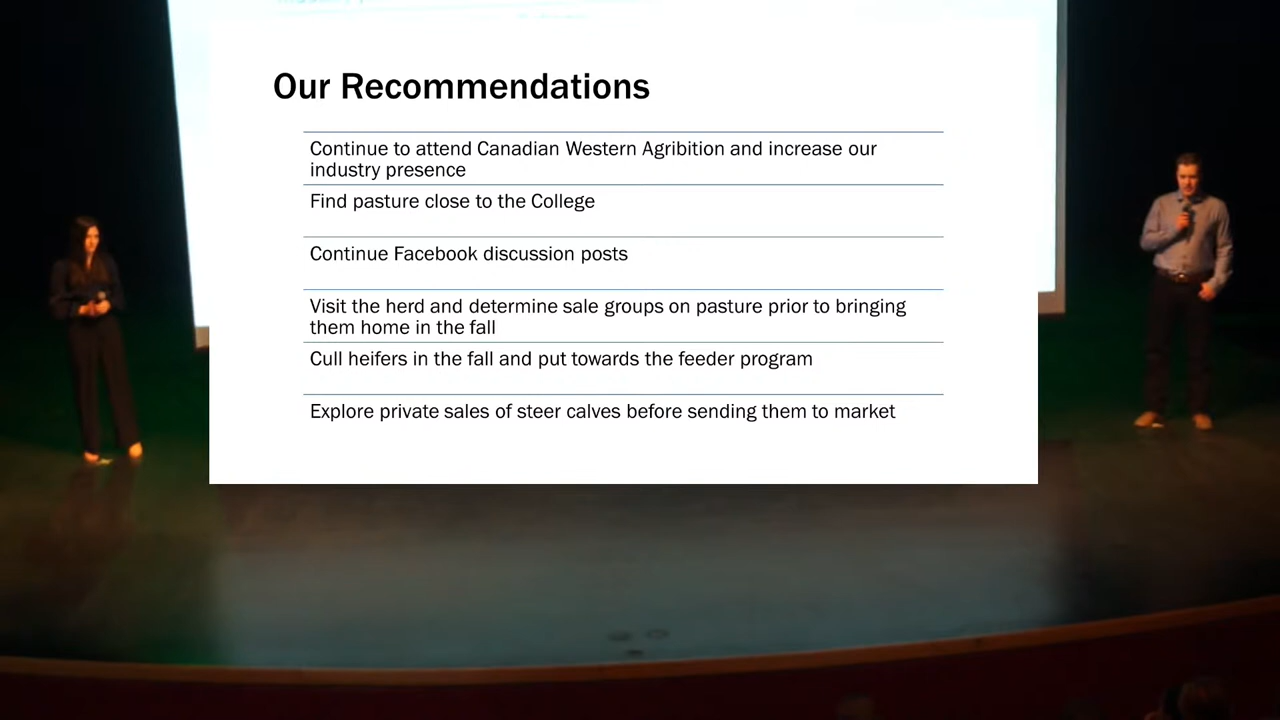 Our Recommendations
Continue to attend Canadian Western Agribition and increase our
industry presence
Find pasture close to the College
Continue Facebook discussion posts
Visit the herd and determine sale groups on pasture prior to bringing
them home in the fall
Cull heifers in the fall and put towards the feeder program
Explore private sales of steer calves before sending them to market